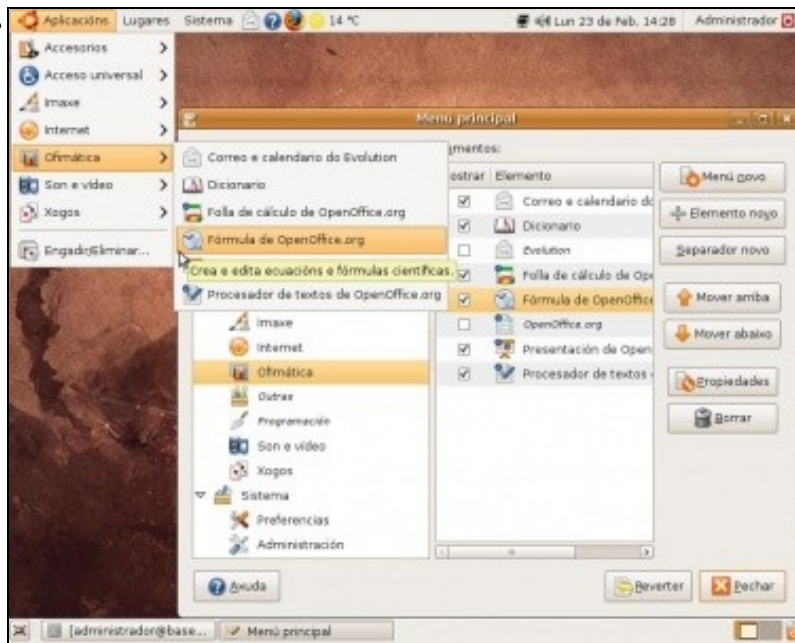 Aplicacións Lugares Sistema 14 ºC Lun 23 de Feb, 14:28 Administrador
Accesorios
Acceso universal
Imaxe
Internet
Ofimática
Son e vídeo
Xogos
Engadir/Eliminar...
Correo e calendario do Evolution
Dicionario
Folla de cálculo de OpenOffice.org
Fórmula de OpenOffice.org
Crea e edita ecuacións e fórmulas científicas.
Procesador de textos de OpenOffice.org
Menú principal
Elemento
Correo e calendario do
Dicionario
Evolution
Folla de cálculo de Ope
Fórmula de OpenOffice
OpenOffice.org
Presentación de Open
Procesador de textos
Menú novo
Elemento novo
Separador novo
Mover arriba
Mover abaixo
Propiedades
Borrar
Imaxe
Internet
Ofimática
Outras
Programación
Son e vídeo
Xogos
Sistema
Preferencias
Administración
Axuda Reverter Pechar
[administrador@base... Menú principal